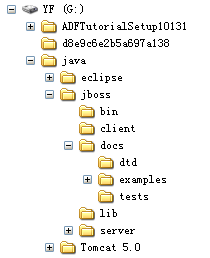 YF (G:)
ADFTutorialSetup10131
d8e9c6e2b5a697a138
java
eclipse
jboss
bin
client
docs
dtd
examples
tests
lib
server
Tomcat 5.0